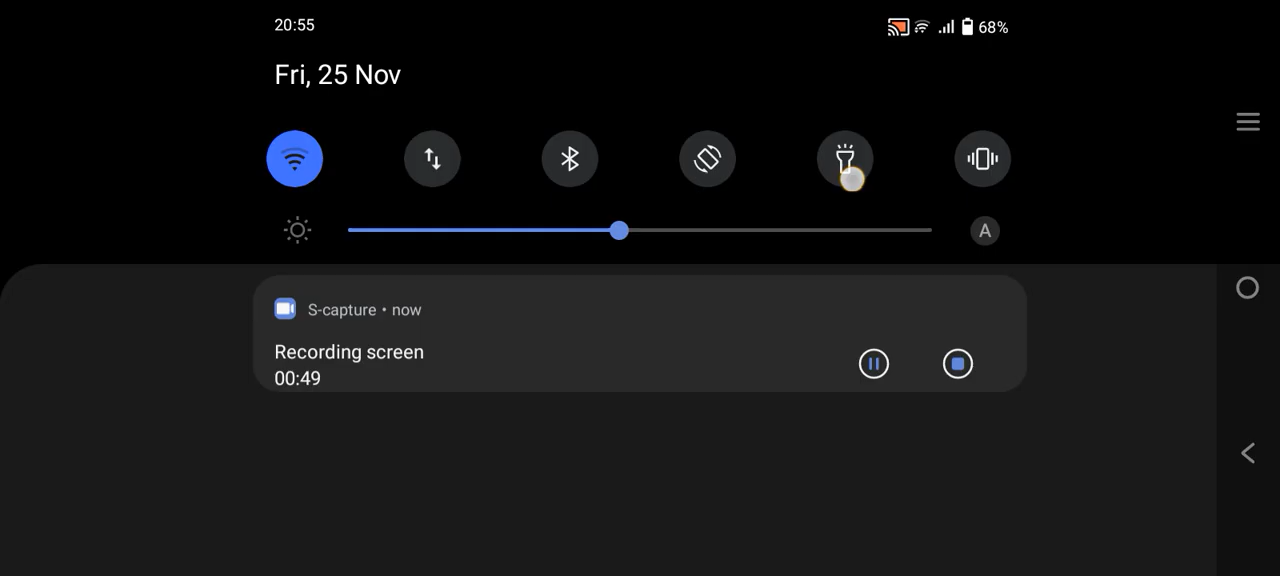 20:55
68%
Fri, 25 Nov
A
S-capture • now
Recording screen
00:49